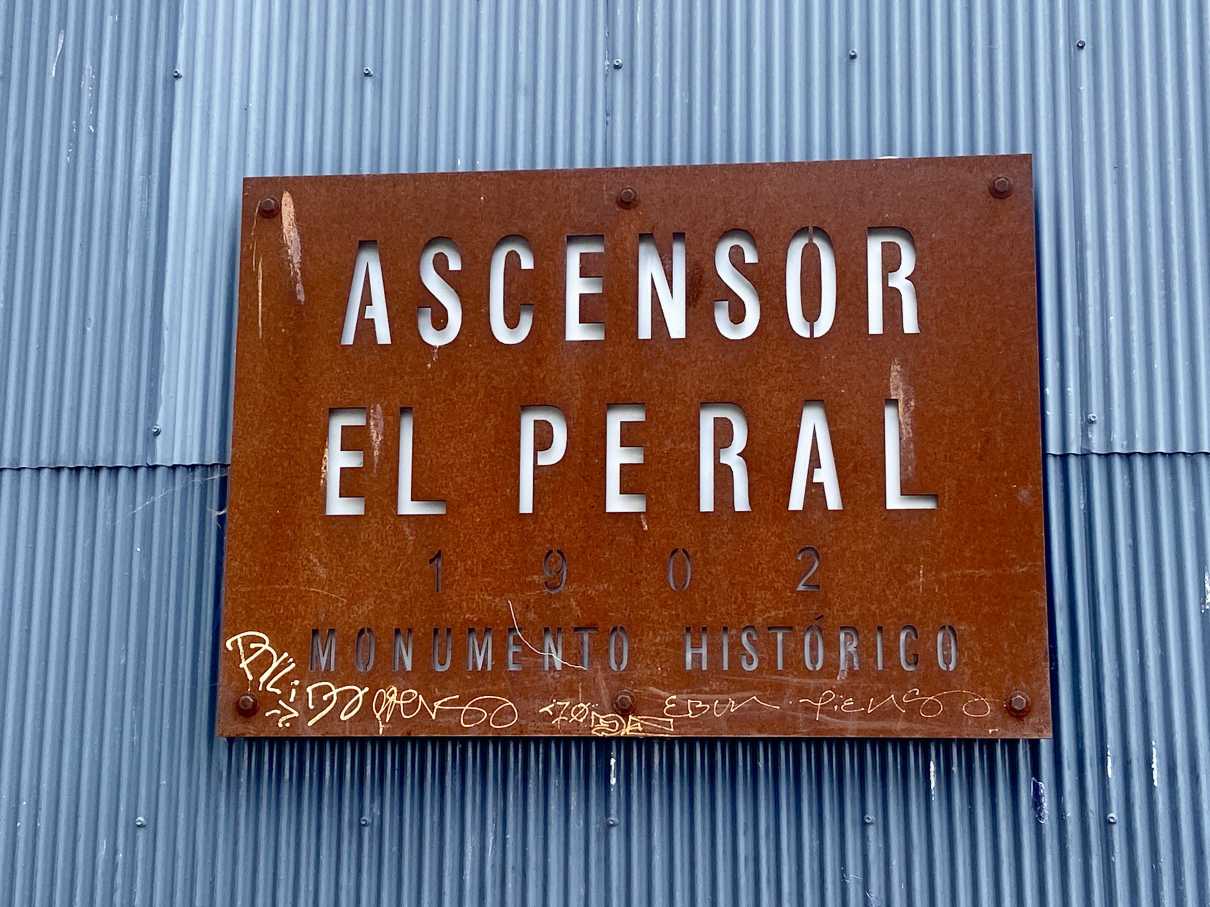 ASCENSOR
EL PERAL
1902
MONUMENTO HISTÓRICO